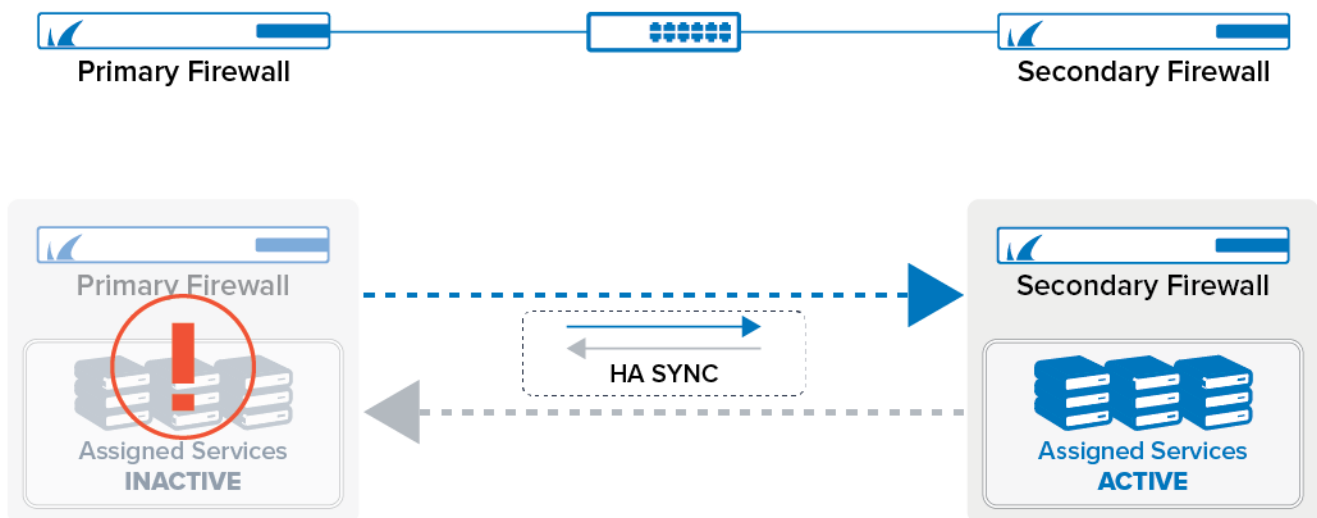 Primary Firewall
Secondary Firewall
Primary Firewall
Secondary Firewall
HA SYNC
Assigned Services
INACTIVE
Assigned Services
ACTIVE